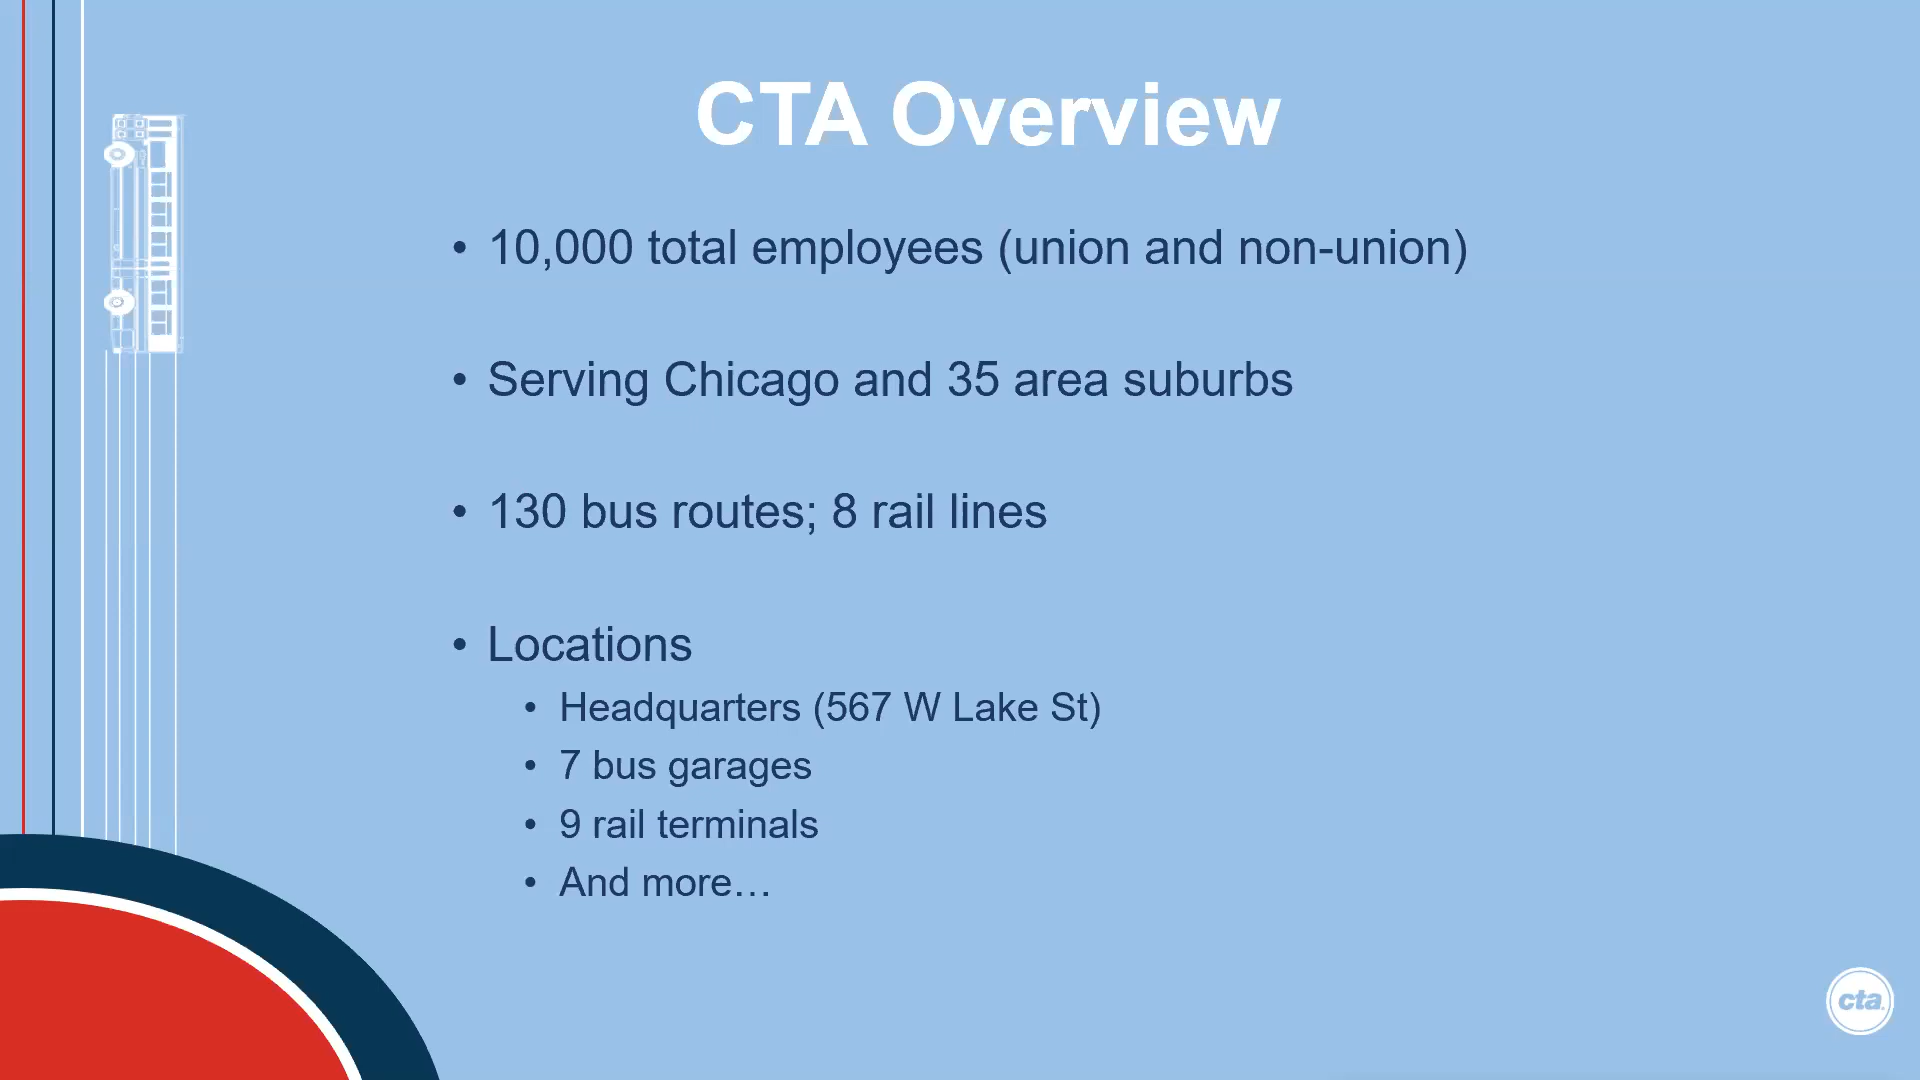 CTA Overview
• 10,000 total employees (union and non-union)
• Serving Chicago and 35 area suburbs
• 130 bus routes; 8 rail lines
• Locations
• Headquarters (567 W Lake St)
• 7 bus garages
• 9 rail terminals
• And more…
cta